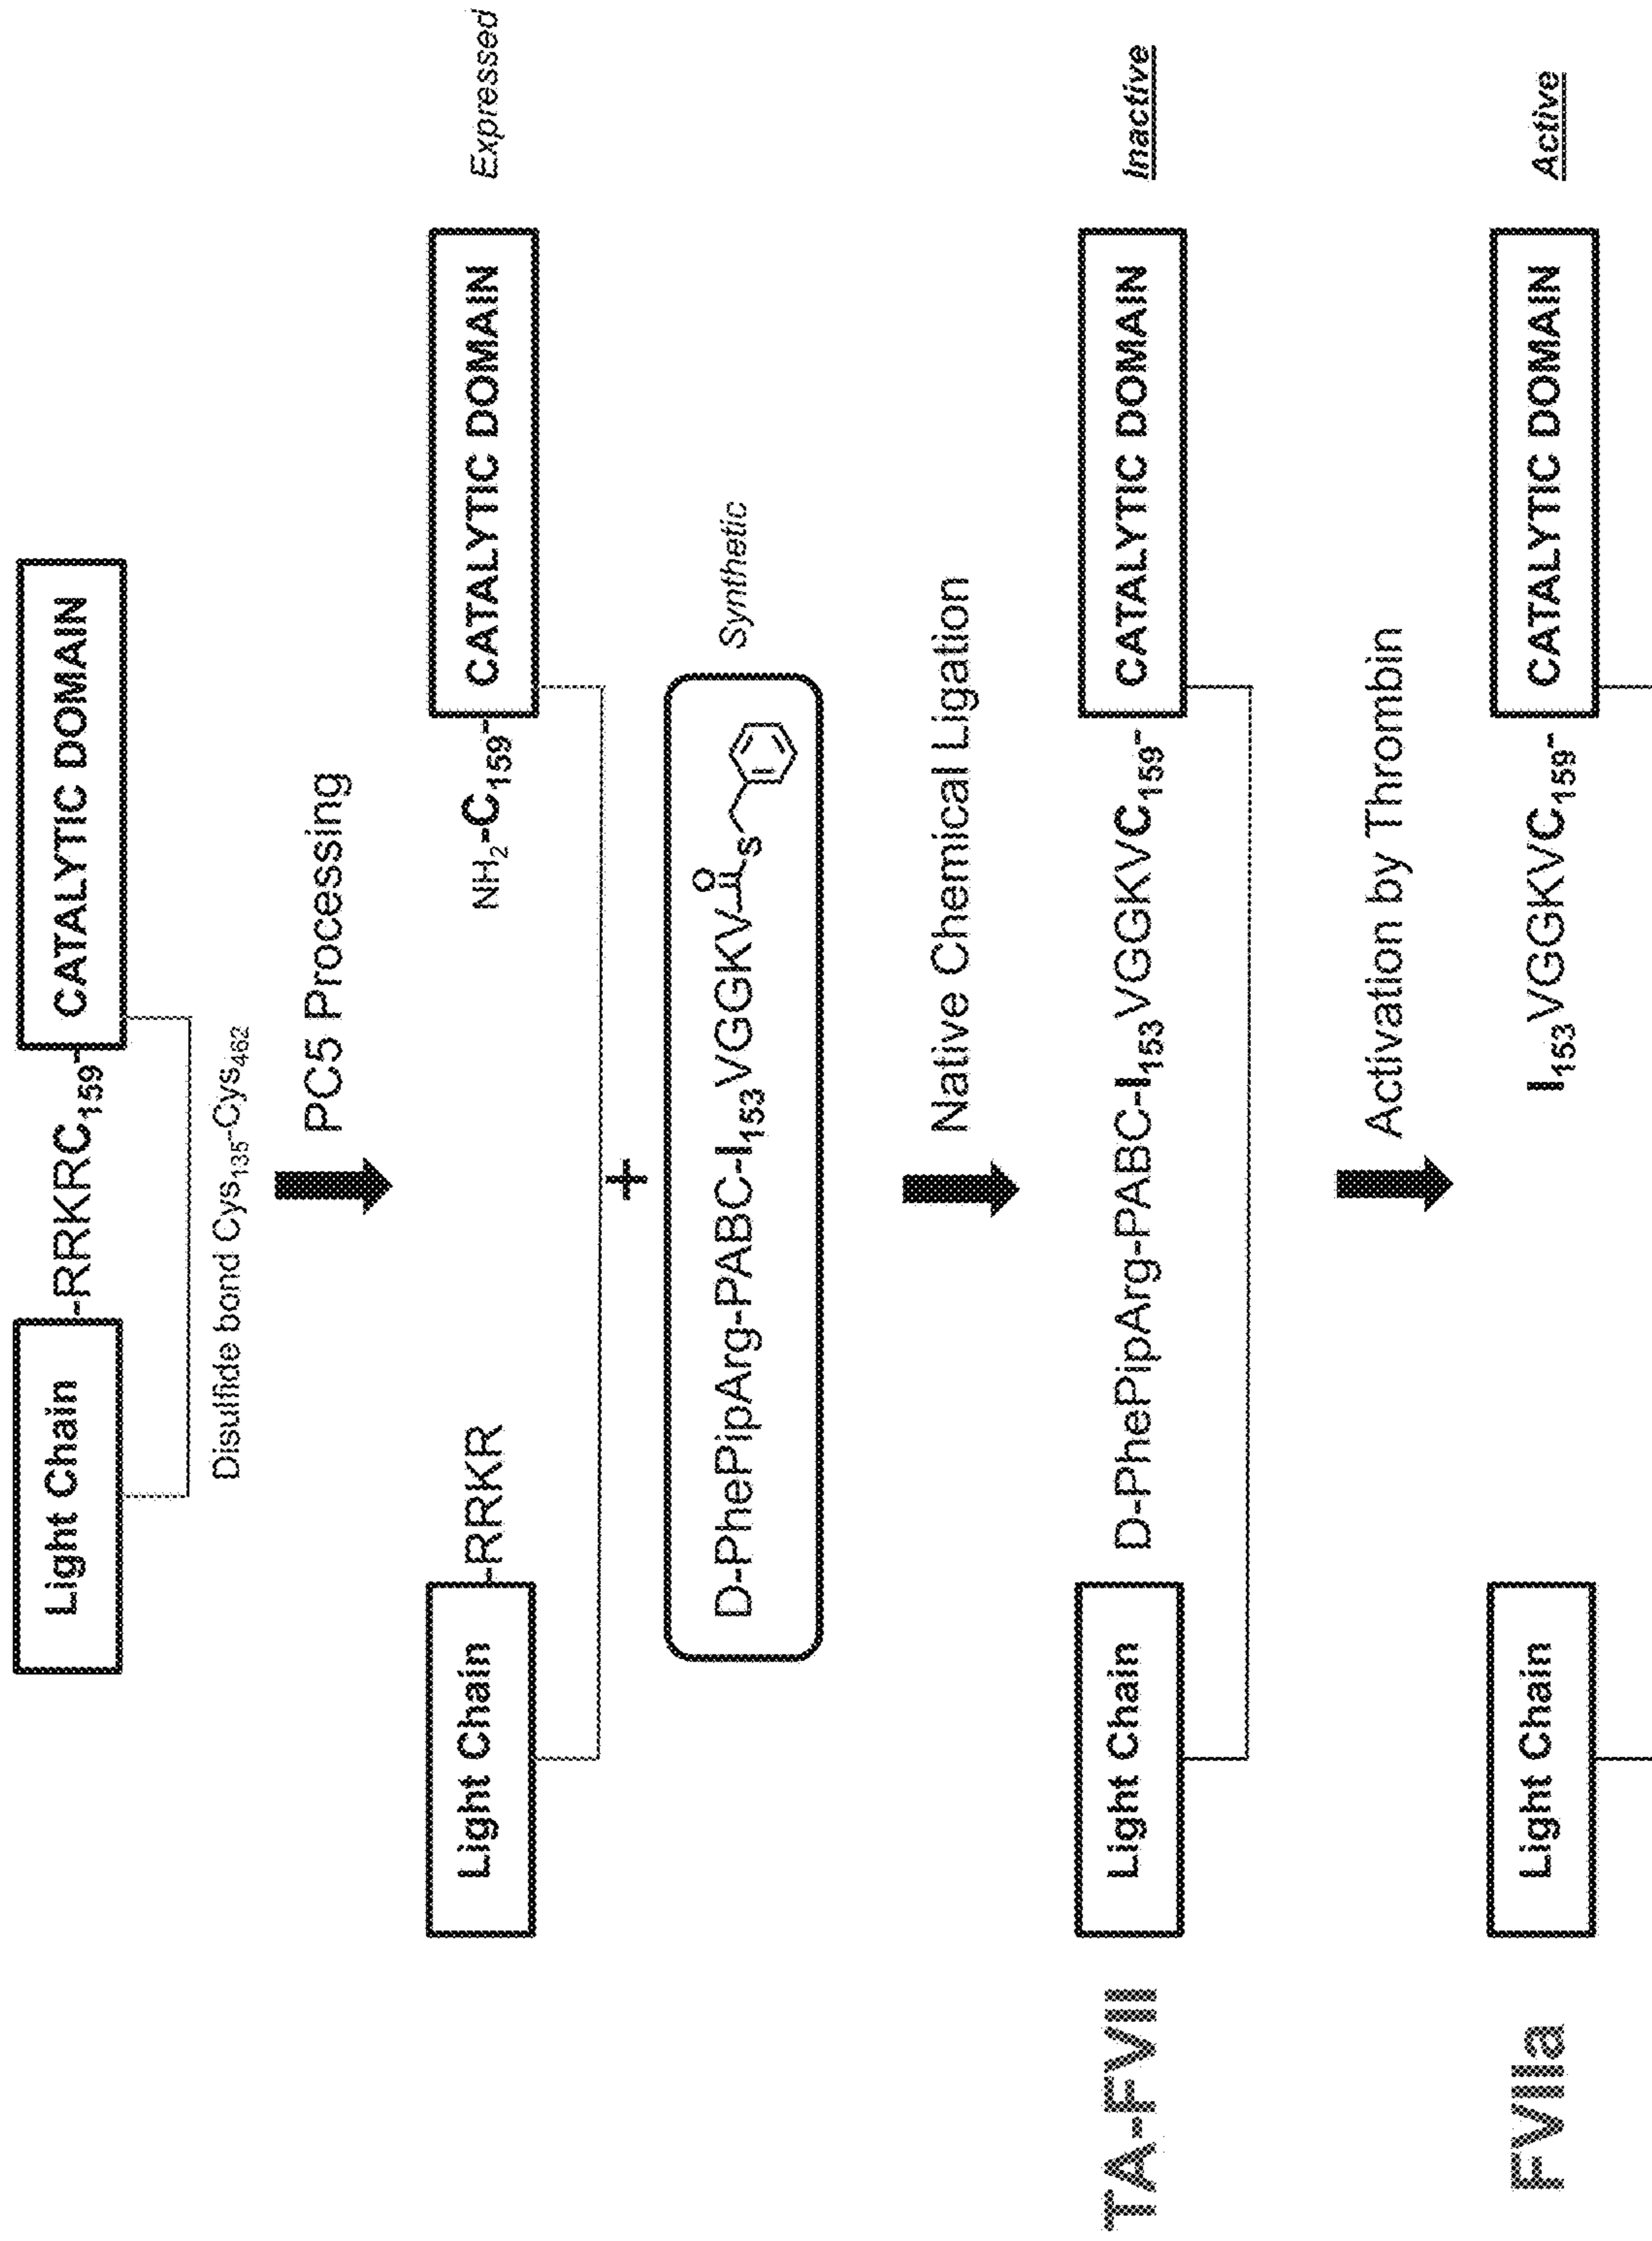 Light Chain -RRKRC159- CATALYTIC DOMAIN
Disulfide bond Cys135-Cys462
PC5 Processing
Light Chain -RRKR NH2-C159- CATALYTIC DOMAIN Expressed
+
D-PhePipArg-PABC-I153VGGKV O S Synthetic
Native Chemical Ligation
TA-FVII Light Chain D-PhePipArg-PABC-I153VGGKVC159- CATALYTIC DOMAIN Inactive
Activation by Thrombin
FVIIa Light Chain I153VGGKVC159- CATALYTIC DOMAIN Active